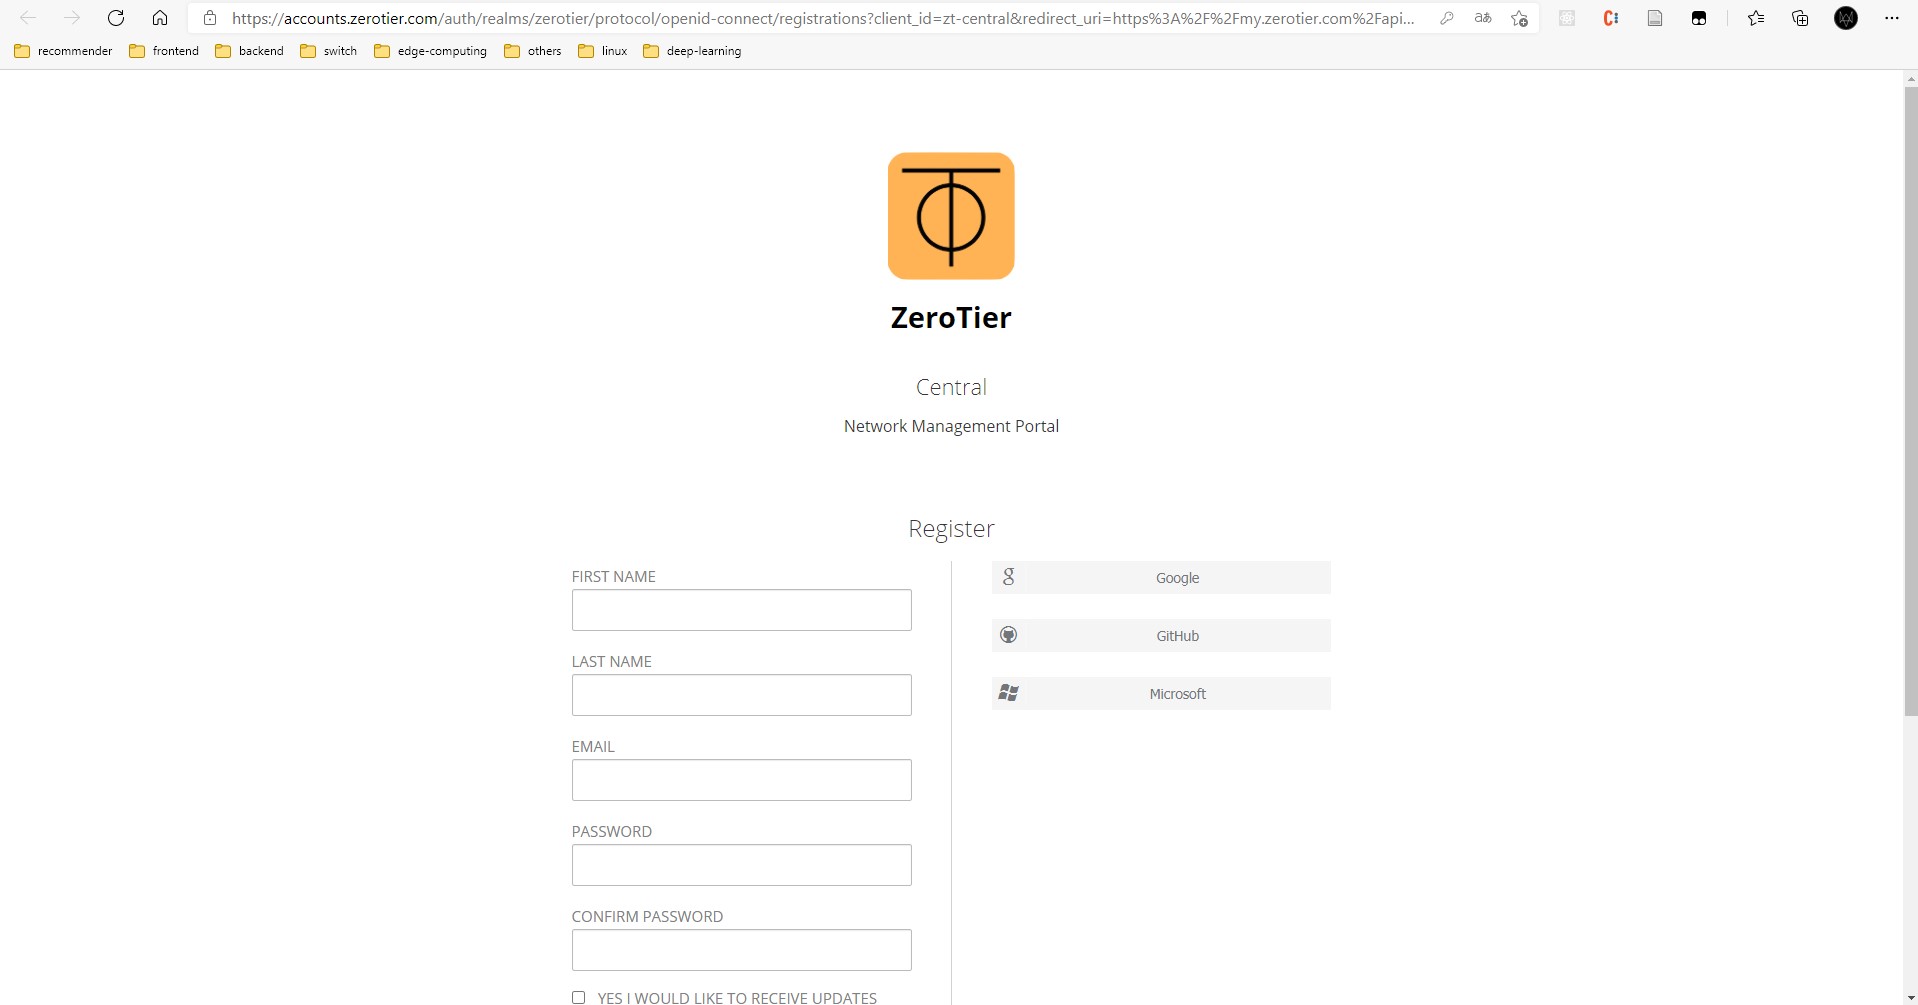 https://accounts.zerotier.com/auth/realms/zerotier/protocol/openid-connect/registrations?client_id=zt-central&redirect_uri=https%3A%2F%2Fmy.zerotier.com%2Fapi...
recommender frontend backend switch edge-computing others linux deep-learning
ZeroTier
Central
Network Management Portal
Register
FIRST NAME
LAST NAME
EMAIL
PASSWORD
CONFIRM PASSWORD
YES I WOULD LIKE TO RECEIVE UPDATES
Google
GitHub
Microsoft